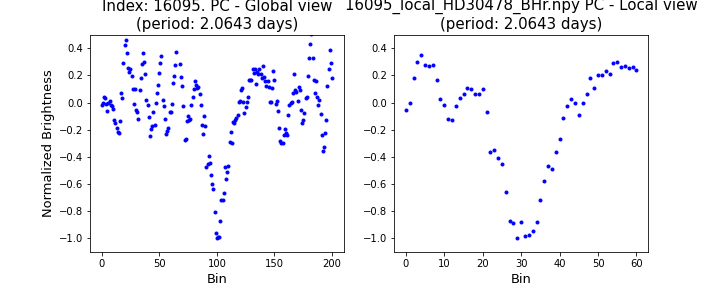 Index: 16095. PC - Global view
(period: 2.0643 days)
16095_local_HD30478_BHr.npy PC - Local view
(period: 2.0643 days)
Normalized Brightness
0.4
0.2
0.0
−0.2
−0.4
−0.6
−0.8
−1.0
0 50 100 150 200
Bin
0.4
0.2
0.0
−0.2
−0.4
−0.6
−0.8
−1.0
0 10 20 30 40 50 60
Bin